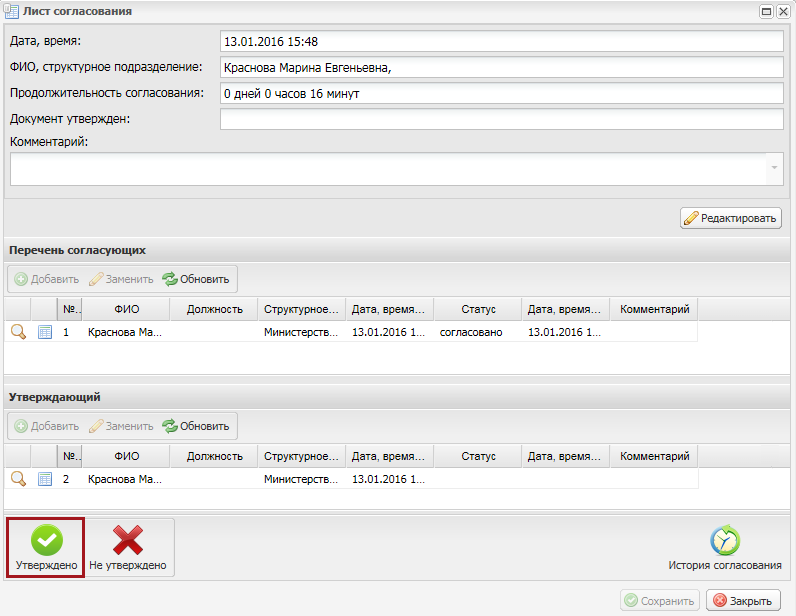 Лист согласования
Дата, время: 13.01.2016 15:48
ФИО, структурное подразделение: Краснова Марина Евгеньевна,
Продолжительность согласования: 0 дней 0 часов 16 минут
Документ утвержден:
Комментарий:
Редактировать
Перечень согласующих
Добавить Заменить Обновить
№.. ФИО Должность Структурное... Дата, время... Статус Дата, время... Комментарий
1 Краснова Ма... Министерств... 13.01.2016 1... согласовано 13.01.2016 1...
Утверждающий
Добавить Заменить Обновить
№.. ФИО Должность Структурное... Дата, время... Статус Дата, время... Комментарий
2 Краснова Ма... Министерств... 13.01.2016 1...
Утверждено Не утверждено История согласования
Сохранить Закрыть